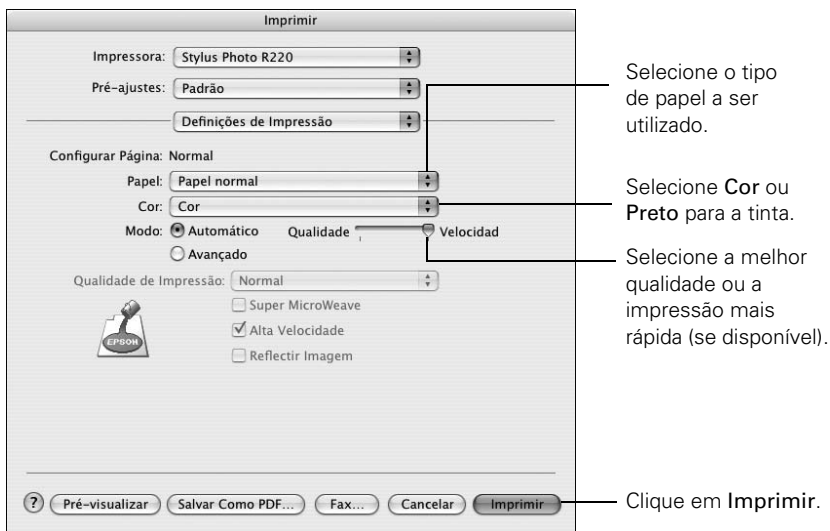 Imprimir
Impressora: Stylus Photo R220
Pré-ajustes: Padrão
Definições de Impressão
Configurar Página: Normal
Papel: Papel normal
Cor: Cor
Modo: Automático Qualidade Velocidad
Avançado
Qualidade de Impressão: Normal
Super MicroWeave
Alta Velocidade
Reflectir Imagem
EPSON
? Pré-visualizar Salvar Como PDF... Fax... Cancelar Imprimir
Selecione o tipo
de papel a ser
utilizado.
Selecione Cor ou
Preto para a tinta.
Selecione a melhor
qualidade ou a
impressão mais
rápida (se disponível).
Clique em Imprimir.